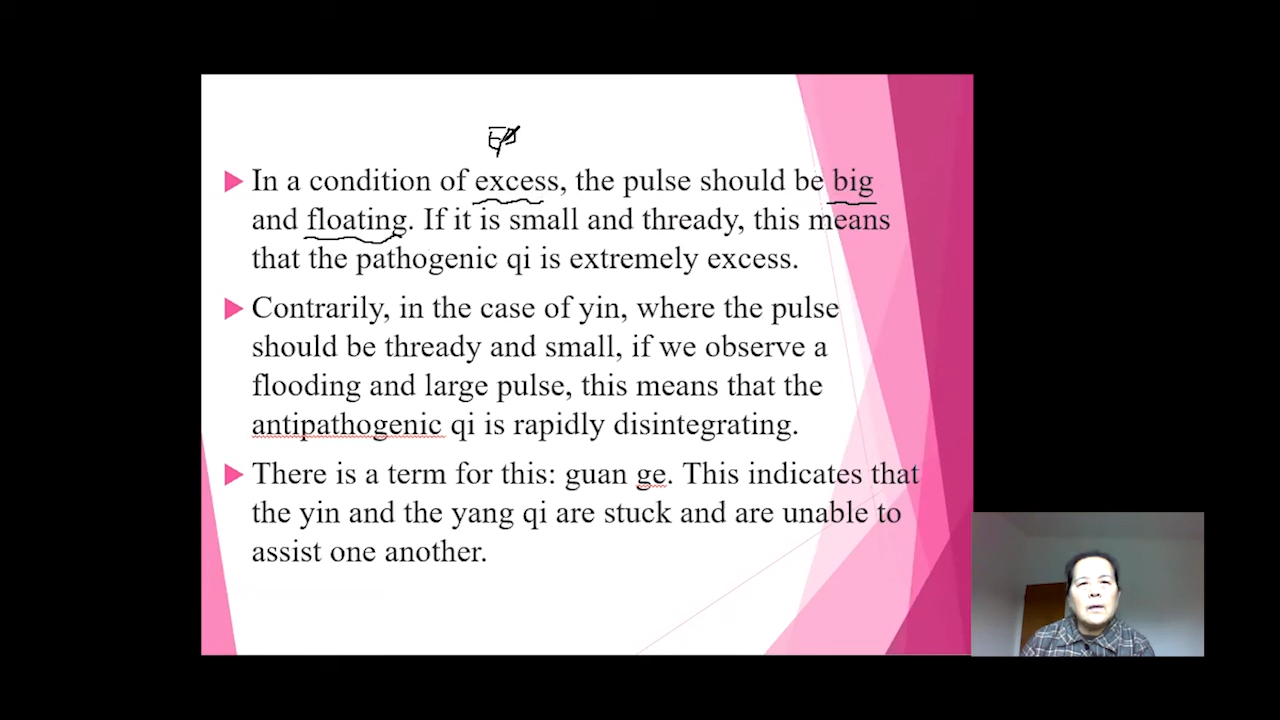 In a condition of excess, the pulse should be big
and floating. If it is small and thready, this means
that the pathogenic qi is extremely excess.
Contrarily, in the case of yin, where the pulse
should be thready and small, if we observe a
flooding and large pulse, this means that the
antipathogenic qi is rapidly disintegrating.
There is a term for this: guan ge. This indicates that
the yin and the yang qi are stuck and are unable to
assist one another.